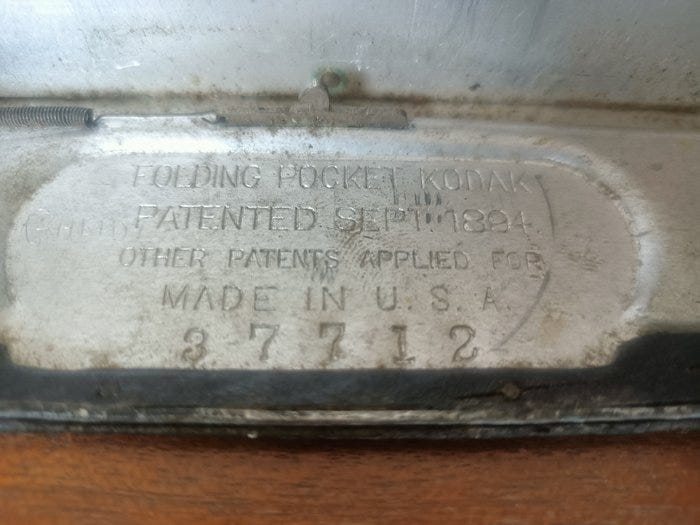 FOLDING POCKET KODAK
PATENTED SEPT. 1894.
OTHER PATENTS APPLIED FOR
MADE IN U. S. A.
37712